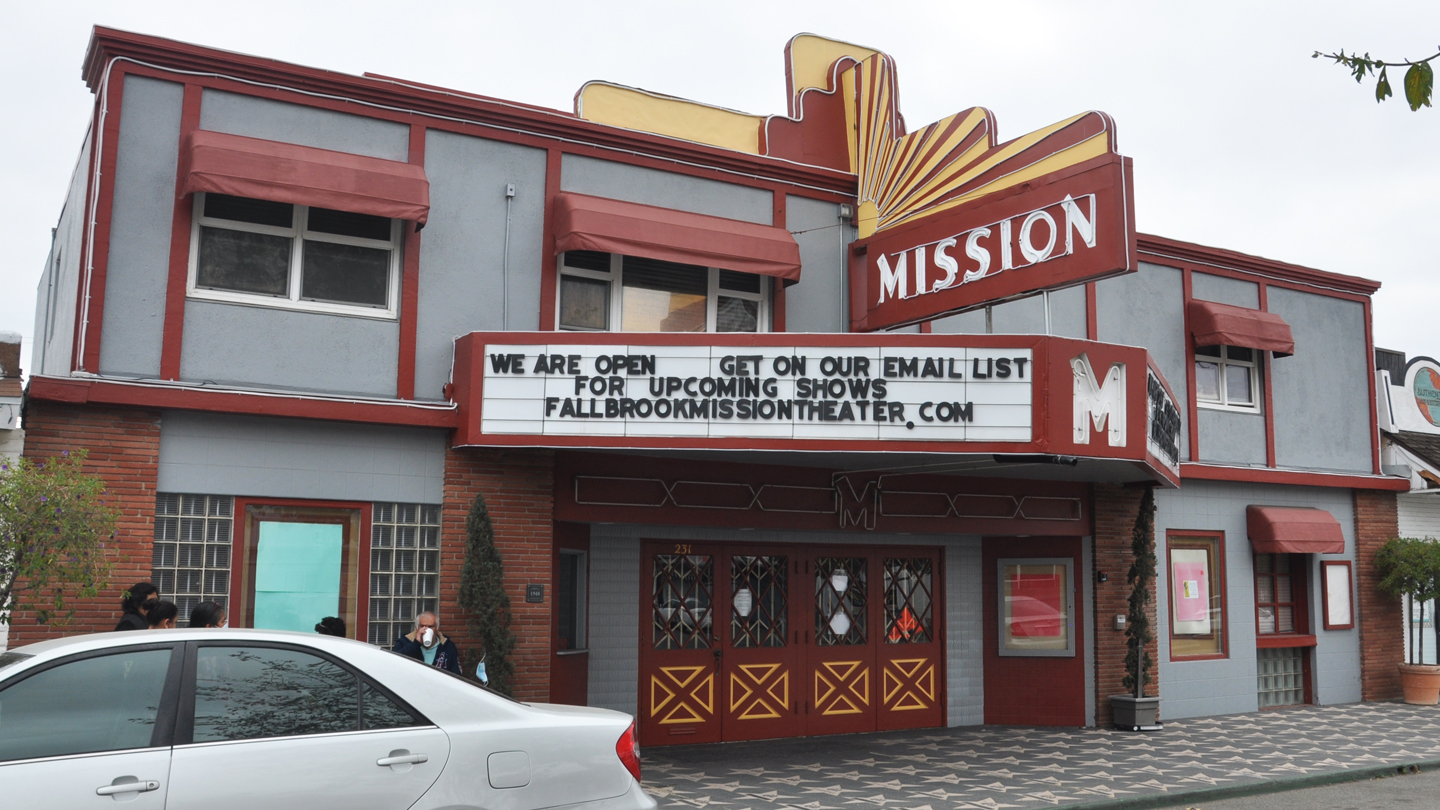 MISSION
WE ARE OPEN GET ON OUR EMAIL LIST
FOR UPCOMING SHOWS
FALLBROOKMISSIONTHEATER.COM
M
M
231